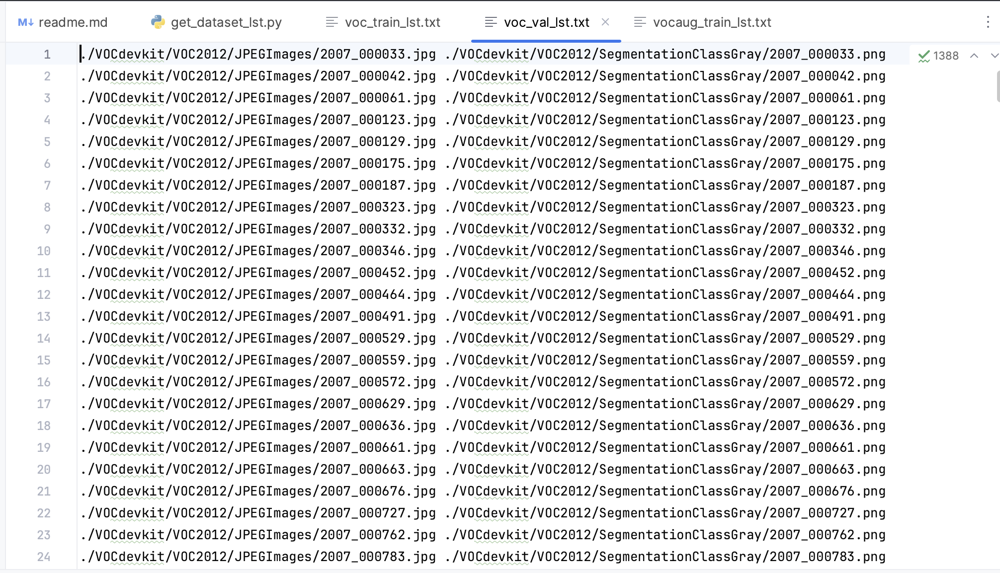 M↓ readme.md get_dataset_lst.py voc_train_lst.txt voc_val_lst.txt vocaug_train_lst.txt
1 ./VOCdevkit/VOC2012/JPEGImages/2007_000033.jpg ./VOCdevkit/VOC2012/SegmentationClassGray/2007_000033.png 1388
2 ./VOCdevkit/VOC2012/JPEGImages/2007_000042.jpg ./VOCdevkit/VOC2012/SegmentationClassGray/2007_000042.png
3 ./VOCdevkit/VOC2012/JPEGImages/2007_000061.jpg ./VOCdevkit/VOC2012/SegmentationClassGray/2007_000061.png
4 ./VOCdevkit/VOC2012/JPEGImages/2007_000123.jpg ./VOCdevkit/VOC2012/SegmentationClassGray/2007_000123.png
5 ./VOCdevkit/VOC2012/JPEGImages/2007_000129.jpg ./VOCdevkit/VOC2012/SegmentationClassGray/2007_000129.png
6 ./VOCdevkit/VOC2012/JPEGImages/2007_000175.jpg ./VOCdevkit/VOC2012/SegmentationClassGray/2007_000175.png
7 ./VOCdevkit/VOC2012/JPEGImages/2007_000187.jpg ./VOCdevkit/VOC2012/SegmentationClassGray/2007_000187.png
8 ./VOCdevkit/VOC2012/JPEGImages/2007_000323.jpg ./VOCdevkit/VOC2012/SegmentationClassGray/2007_000323.png
9 ./VOCdevkit/VOC2012/JPEGImages/2007_000332.jpg ./VOCdevkit/VOC2012/SegmentationClassGray/2007_000332.png
10 ./VOCdevkit/VOC2012/JPEGImages/2007_000346.jpg ./VOCdevkit/VOC2012/SegmentationClassGray/2007_000346.png
11 ./VOCdevkit/VOC2012/JPEGImages/2007_000452.jpg ./VOCdevkit/VOC2012/SegmentationClassGray/2007_000452.png
12 ./VOCdevkit/VOC2012/JPEGImages/2007_000464.jpg ./VOCdevkit/VOC2012/SegmentationClassGray/2007_000464.png
13 ./VOCdevkit/VOC2012/JPEGImages/2007_000491.jpg ./VOCdevkit/VOC2012/SegmentationClassGray/2007_000491.png
14 ./VOCdevkit/VOC2012/JPEGImages/2007_000529.jpg ./VOCdevkit/VOC2012/SegmentationClassGray/2007_000529.png
15 ./VOCdevkit/VOC2012/JPEGImages/2007_000559.jpg ./VOCdevkit/VOC2012/SegmentationClassGray/2007_000559.png
16 ./VOCdevkit/VOC2012/JPEGImages/2007_000572.jpg ./VOCdevkit/VOC2012/SegmentationClassGray/2007_000572.png
17 ./VOCdevkit/VOC2012/JPEGImages/2007_000629.jpg ./VOCdevkit/VOC2012/SegmentationClassGray/2007_000629.png
18 ./VOCdevkit/VOC2012/JPEGImages/2007_000636.jpg ./VOCdevkit/VOC2012/SegmentationClassGray/2007_000636.png
19 ./VOCdevkit/VOC2012/JPEGImages/2007_000661.jpg ./VOCdevkit/VOC2012/SegmentationClassGray/2007_000661.png
20 ./VOCdevkit/VOC2012/JPEGImages/2007_000663.jpg ./VOCdevkit/VOC2012/SegmentationClassGray/2007_000663.png
21 ./VOCdevkit/VOC2012/JPEGImages/2007_000676.jpg ./VOCdevkit/VOC2012/SegmentationClassGray/2007_000676.png
22 ./VOCdevkit/VOC2012/JPEGImages/2007_000727.jpg ./VOCdevkit/VOC2012/SegmentationClassGray/2007_000727.png
23 ./VOCdevkit/VOC2012/JPEGImages/2007_000762.jpg ./VOCdevkit/VOC2012/SegmentationClassGray/2007_000762.png
24 ./VOCdevkit/VOC2012/JPEGImages/2007_000783.jpg ./VOCdevkit/VOC2012/SegmentationClassGray/2007_000783.png